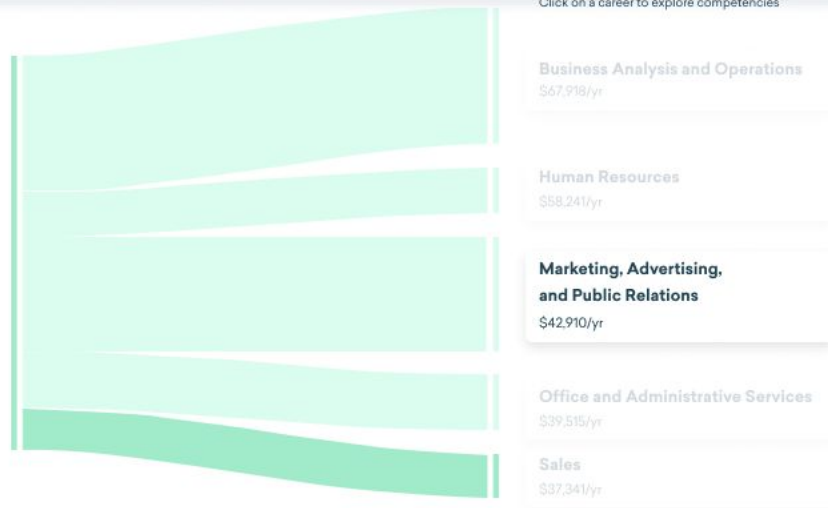 Click on a career to explore competencies
Business Analysis and Operations
$67,918/yr
Human Resources
$58,241/yr
Marketing, Advertising,
and Public Relations
$42,910/yr
Office and Administrative Services
$39,515/yr
Sales
$37,341/yr